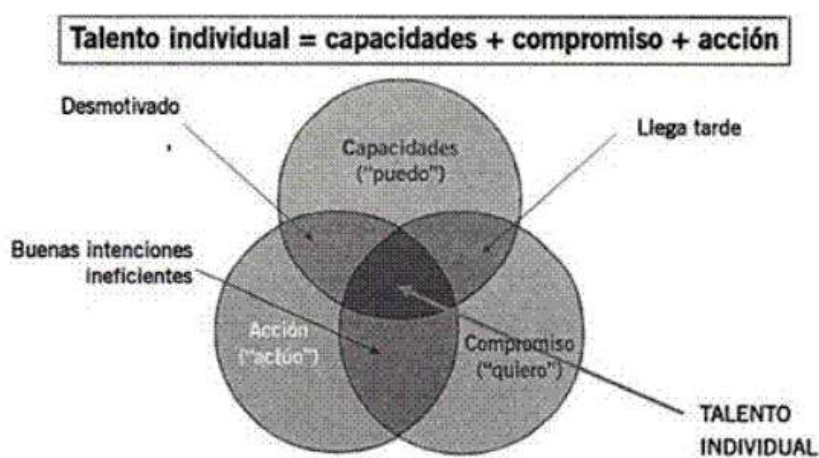 Talento individual = capacidades + compromiso + acción
Desmotivado
Llega tarde
Capacidades
("puedo")
Buenas intenciones
ineficientes
Acción
("actúo")
Compromiso
("quiero")
TALENTO
INDIVIDUAL